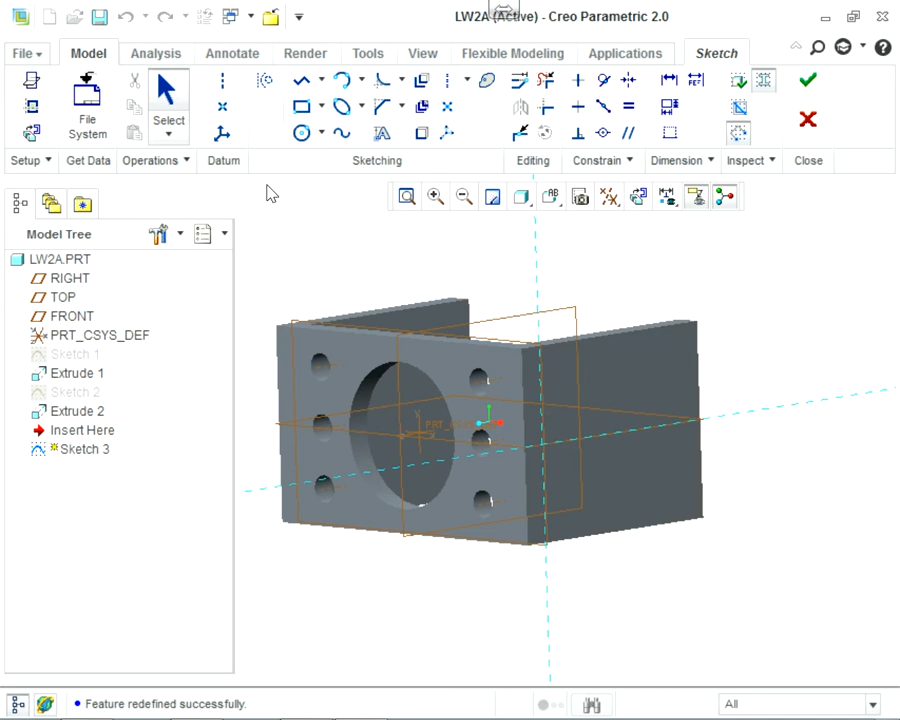 LW2A (Active) - Creo Parametric 2.0
File Model Analysis Annotate Render Tools View Flexible Modeling Applications Sketch
File System
Select
Setup Get Data Operations Datum Sketching Editing Constrain Dimension Inspect Close
Model Tree
LW2A.PRT
RIGHT
TOP
FRONT
PRT_CSYS_DEF
Sketch 1
Extrude 1
Sketch 2
Extrude 2
Insert Here
Sketch 3
Feature redefined successfully.
All